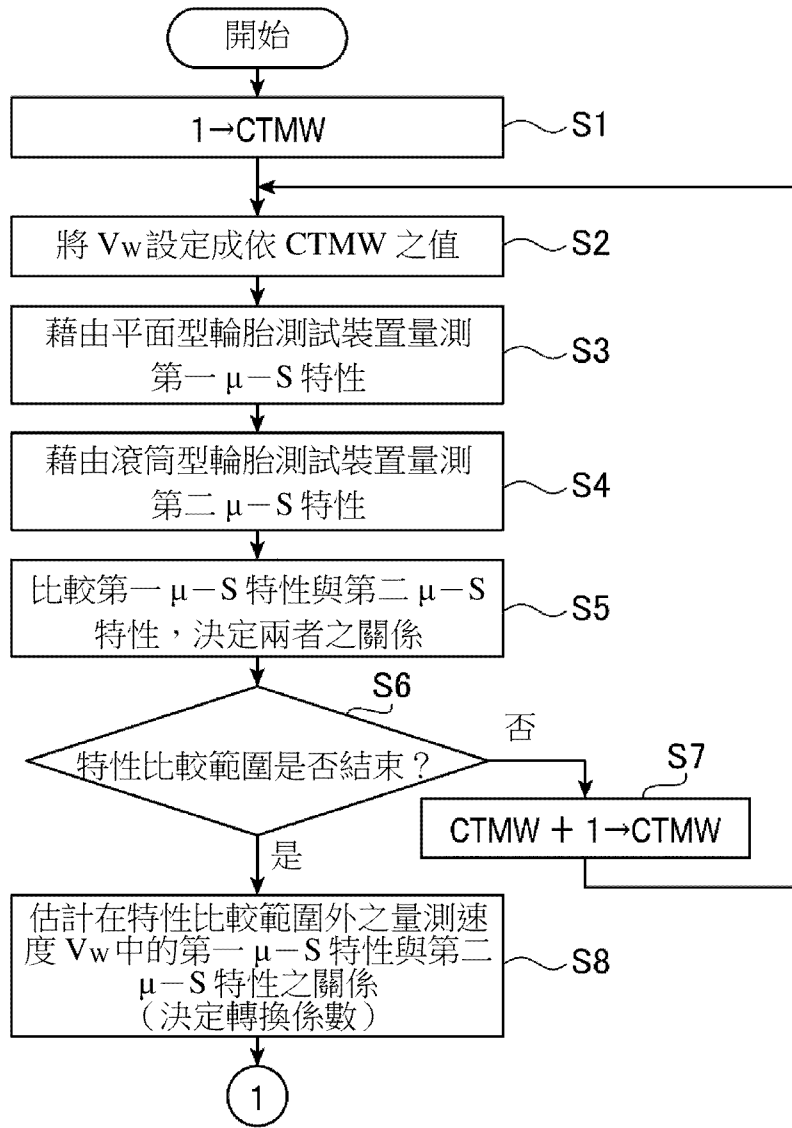 開始
1→CTMW
S1
將 Vw 設定成依 CTMW 之值
S2
藉由平面型輪胎測試裝置量測
第一 μ－S 特性
S3
藉由滾筒型輪胎測試裝置量測
第二 μ－S 特性
S4
比較第一 μ－S 特性與第二 μ－S
特性，決定兩者之關係
S5
S6
特性比較範圍是否結束？
否
S7
CTMW ＋ 1→CTMW
是
估計在特性比較範圍外之量測速
度 Vw 中的第一 μ－S 特性與第二
μ－S 特性之關係
（決定轉換係數）
S8
1